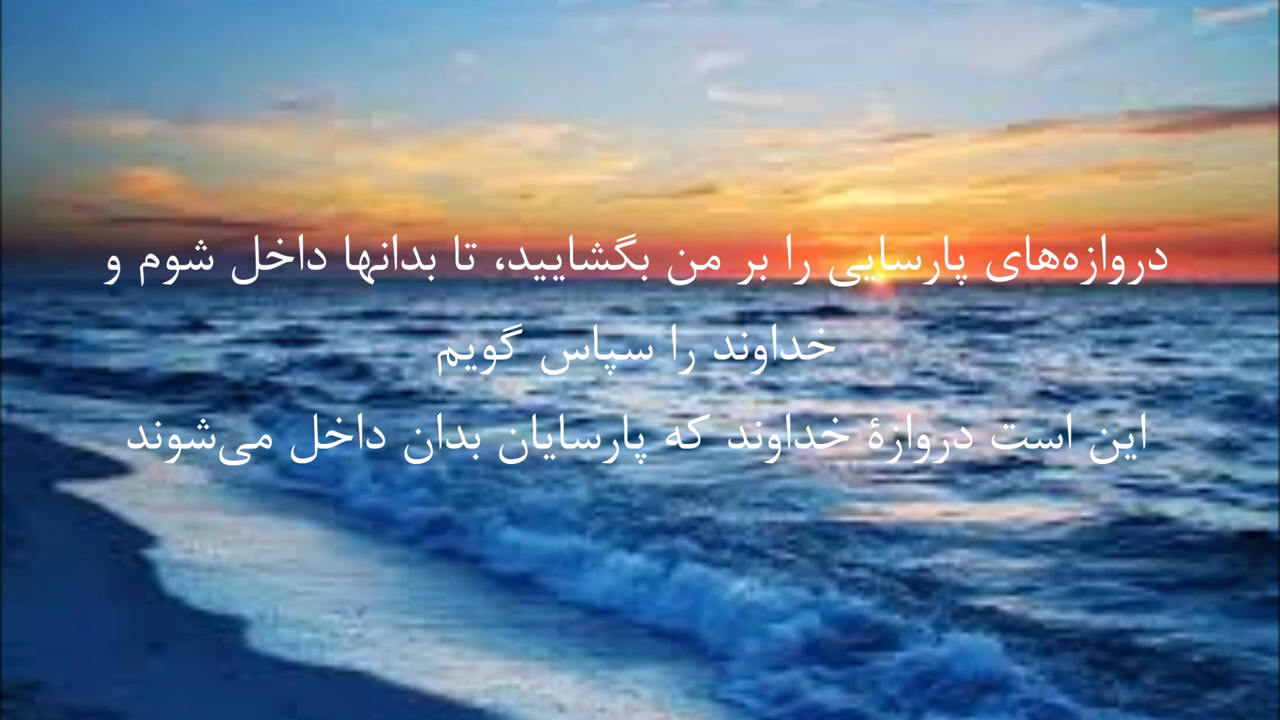 دروازه‌های پارسایی را بر من بگشایید، تا بدانها داخل شوم و
خداوند را سپاس گویم
این است دروازهٔ خداوند که پارسایان بدان داخل می‌شوند